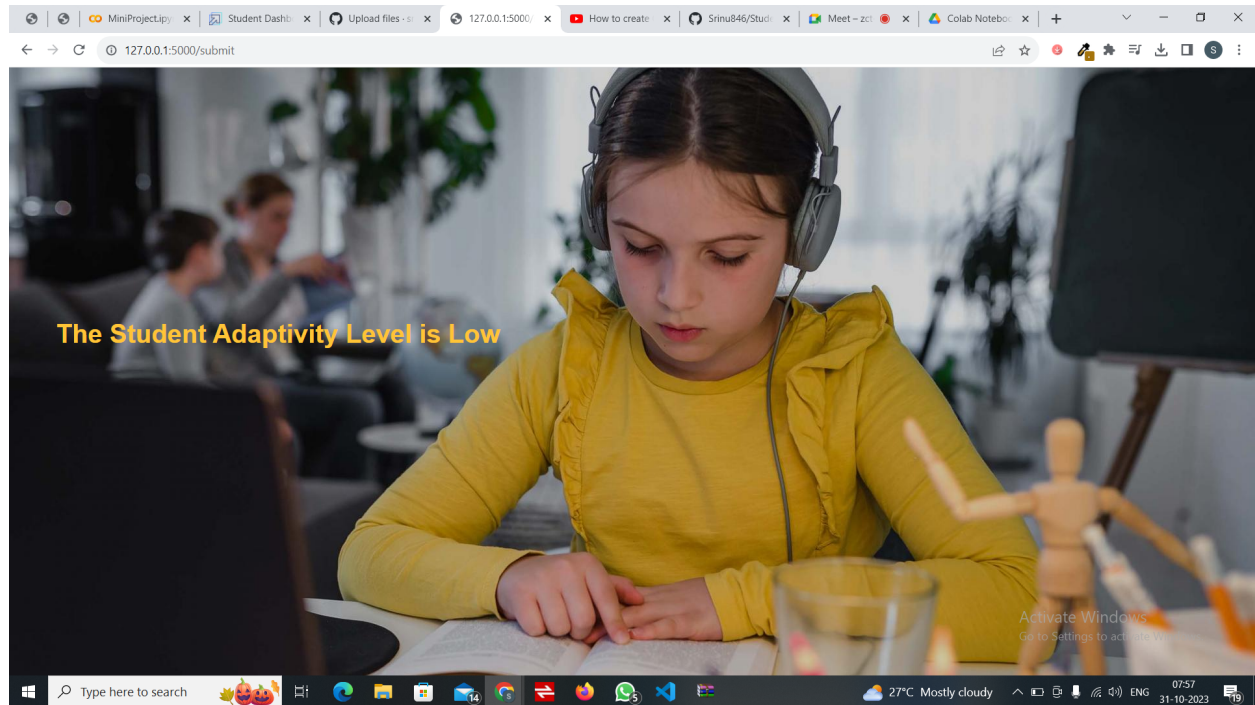 MiniProject.ipy
Student Dashb
Upload files · s
127.0.0.1:5000/
How to create
Srinu846/Stude
Meet – zct
Colab Noteboo
127.0.0.1:5000/submit
S
The Student Adaptivity Level is Low
Activate Windows
Go to Settings to activate W
Type here to search
14
5
27°C Mostly cloudy
ENG
07:57
31-10-2023
19